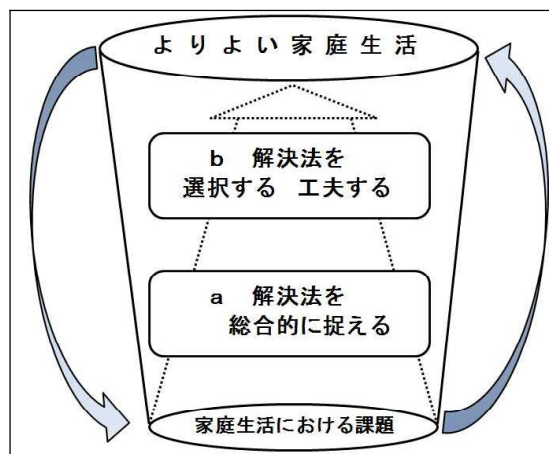 よりよい家庭生活
b 解決法を
選択する 工夫する
a 解決法を
総合的に捉える
家庭生活における課題